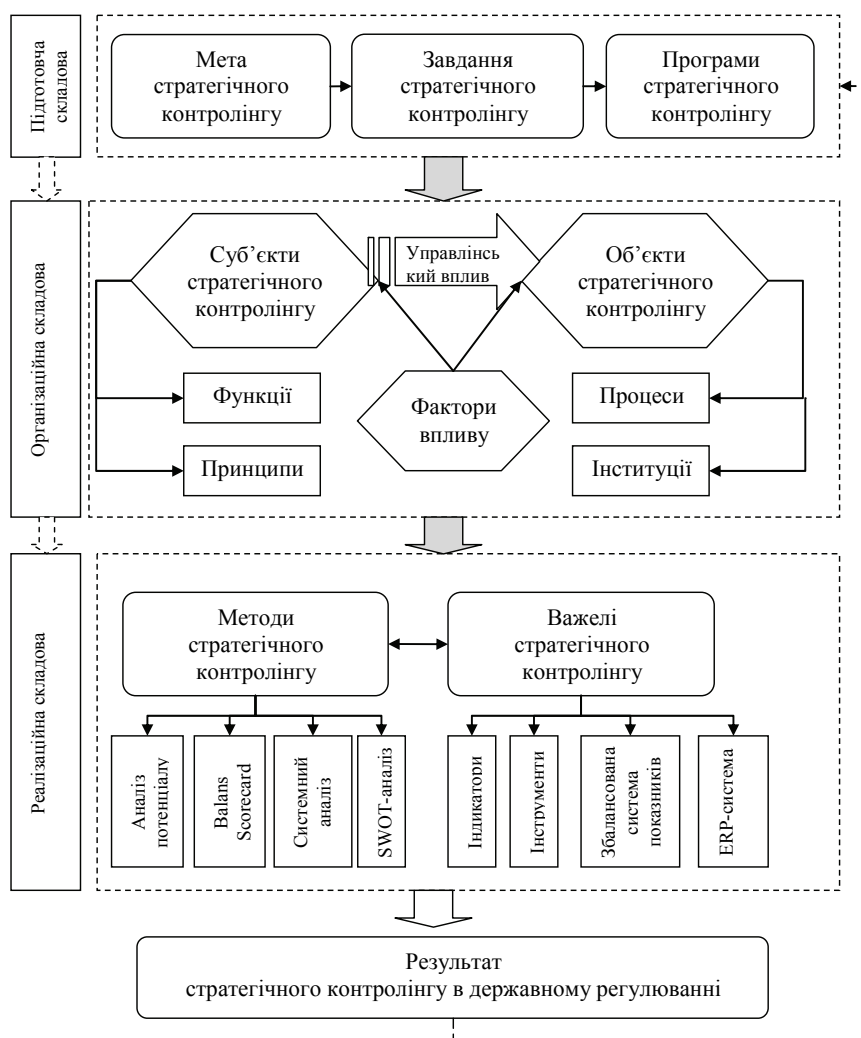 Підготовча
складова
Мета
стратегічного
контролінгу
Завдання
стратегічного
контролінгу
Програми
стратегічного
контролінгу
Організаційна складова
Суб’єкти
стратегічного
контролінгу
Управлінсь
кий вплив
Об’єкти
стратегічного
контролінгу
Функції
Принципи
Фактори
впливу
Процеси
Інституції
Реалізаційна складова
Методи
стратегічного
контролінгу
Важелі
стратегічного
контролінгу
Аналіз
потенціалу
Balans
Scorecard
Системний
аналіз
SWOT-аналіз
Індикатори
Інструменти
Збалансована
система
показників
ERP-система
Результат
стратегічного контролінгу в державному регулюванні